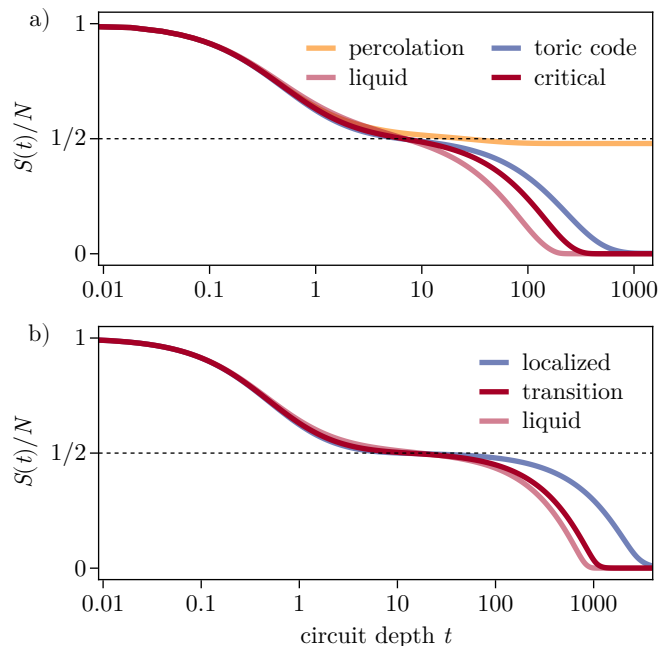 a)
1
1/2
0
S(t)/N
percolation
toric code
liquid
critical
0.01 0.1 1 10 100 1000
b)
1
1/2
0
S(t)/N
localized
transition
liquid
0.01 0.1 1 10 100 1000
circuit depth t